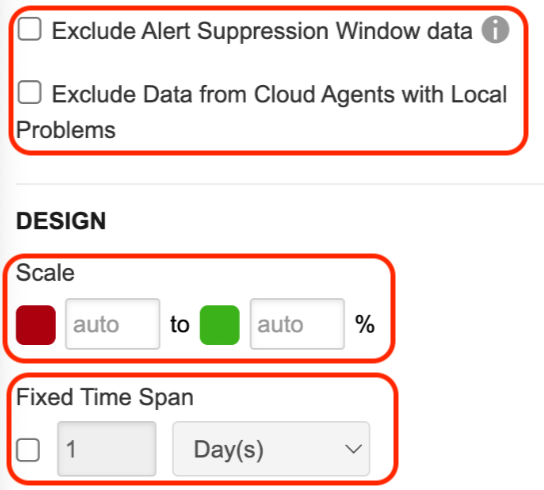 Exclude Alert Suppression Window data i
Exclude Data from Cloud Agents with Local
Problems
DESIGN
Scale
auto to auto %
Fixed Time Span
1 Day(s)